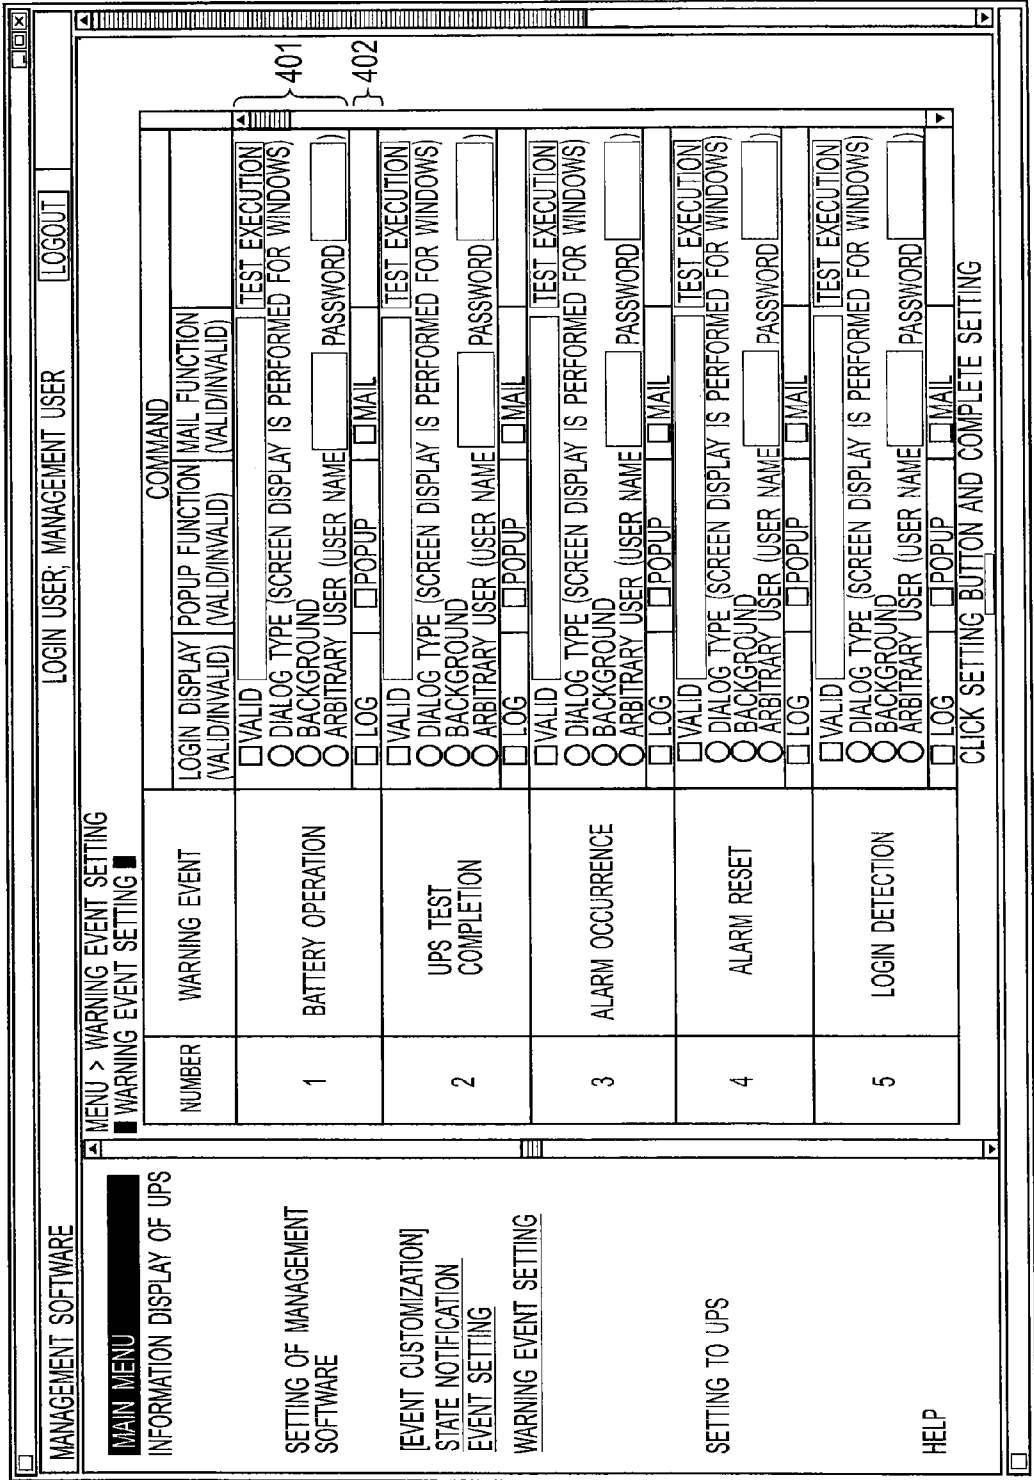 MANAGEMENT SOFTWARE
LOGIN USER; MANAGEMENT USER
LOGOUT
MAIN MENU
INFORMATION DISPLAY OF UPS
SETTING OF MANAGEMENT
SOFTWARE
[EVENT CUSTOMIZATION]
STATE NOTIFICATION
EVENT SETTING
WARNING EVENT SETTING
SETTING TO UPS
HELP
MENU > WARNING EVENT SETTING
■ WARNING EVENT SETTING ■
NUMBER WARNING EVENT COMMAND
LOGIN DISPLAY (VALID/INVALID) POPUP FUNCTION (VALID/INVALID) MAIL FUNCTION (VALID/INVALID)
1 BATTERY OPERATION
□ VALID TEST EXECUTION
○ DIALOG TYPE (SCREEN DISPLAY IS PERFORMED FOR WINDOWS)
○ BACKGROUND
○ ARBITRARY USER (USER NAME PASSWORD )
401
□ LOG □ POPUP □ MAIL
402
2 UPS TEST COMPLETION
□ VALID TEST EXECUTION
○ DIALOG TYPE (SCREEN DISPLAY IS PERFORMED FOR WINDOWS)
○ BACKGROUND
○ ARBITRARY USER (USER NAME PASSWORD )
□ LOG □ POPUP □ MAIL
3 ALARM OCCURRENCE
□ VALID TEST EXECUTION
○ DIALOG TYPE (SCREEN DISPLAY IS PERFORMED FOR WINDOWS)
○ BACKGROUND
○ ARBITRARY USER (USER NAME PASSWORD )
□ LOG □ POPUP □ MAIL
4 ALARM RESET
□ VALID TEST EXECUTION
○ DIALOG TYPE (SCREEN DISPLAY IS PERFORMED FOR WINDOWS)
○ BACKGROUND
○ ARBITRARY USER (USER NAME PASSWORD )
□ LOG □ POPUP □ MAIL
5 LOGIN DETECTION
□ VALID TEST EXECUTION
○ DIALOG TYPE (SCREEN DISPLAY IS PERFORMED FOR WINDOWS)
○ BACKGROUND
○ ARBITRARY USER (USER NAME PASSWORD )
□ LOG □ POPUP □ MAIL
CLICK SETTING BUTTON AND COMPLETE SETTING